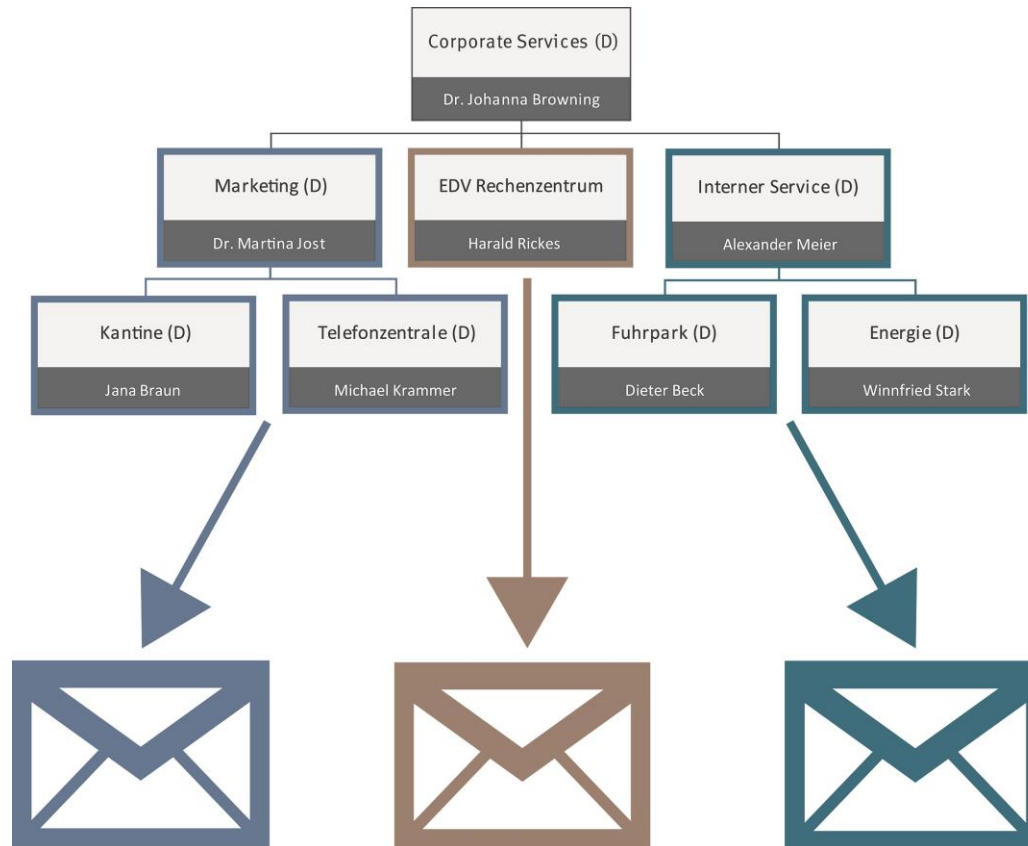 Corporate Services (D)
Dr. Johanna Browning
Marketing (D)
Dr. Martina Jost
EDV Rechenzentrum
Harald Rickes
Interner Service (D)
Alexander Meier
Kantine (D)
Jana Braun
Telefonzentrale (D)
Michael Krammer
Fuhrpark (D)
Dieter Beck
Energie (D)
Winnfried Stark